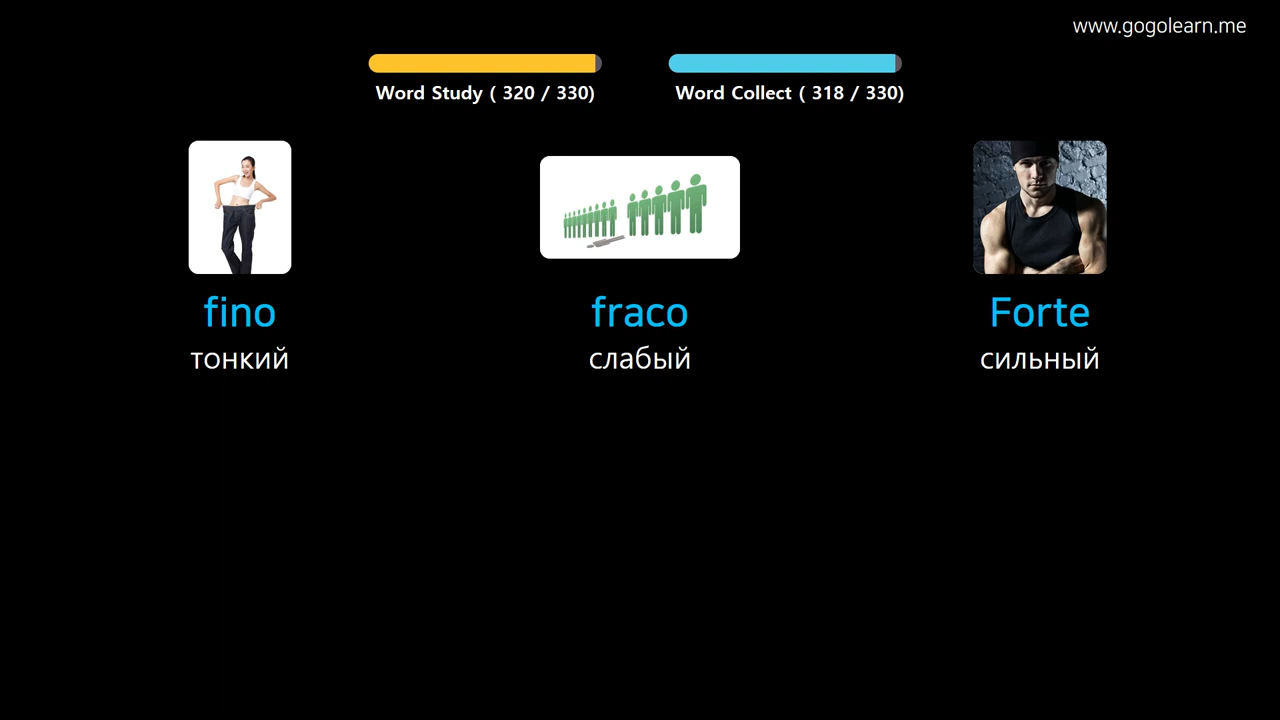 www.gogolearn.me
Word Study ( 320 / 330)
Word Collect ( 318 / 330)
fino
fraco
Forte
тонкий
слабый
сильный